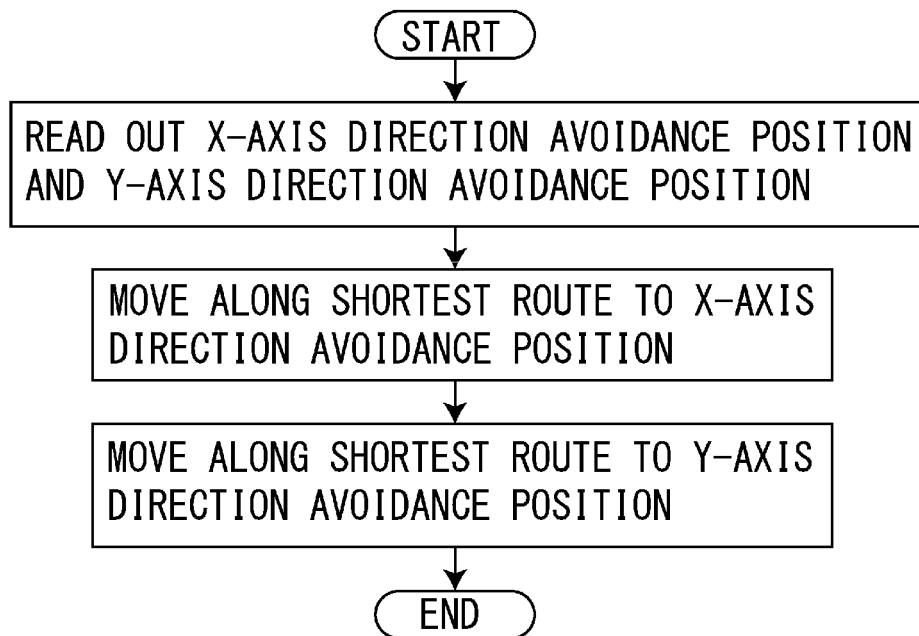 START
READ OUT X-AXIS DIRECTION AVOIDANCE POSITION
AND Y-AXIS DIRECTION AVOIDANCE POSITION
MOVE ALONG SHORTEST ROUTE TO X-AXIS
DIRECTION AVOIDANCE POSITION
MOVE ALONG SHORTEST ROUTE TO Y-AXIS
DIRECTION AVOIDANCE POSITION
END